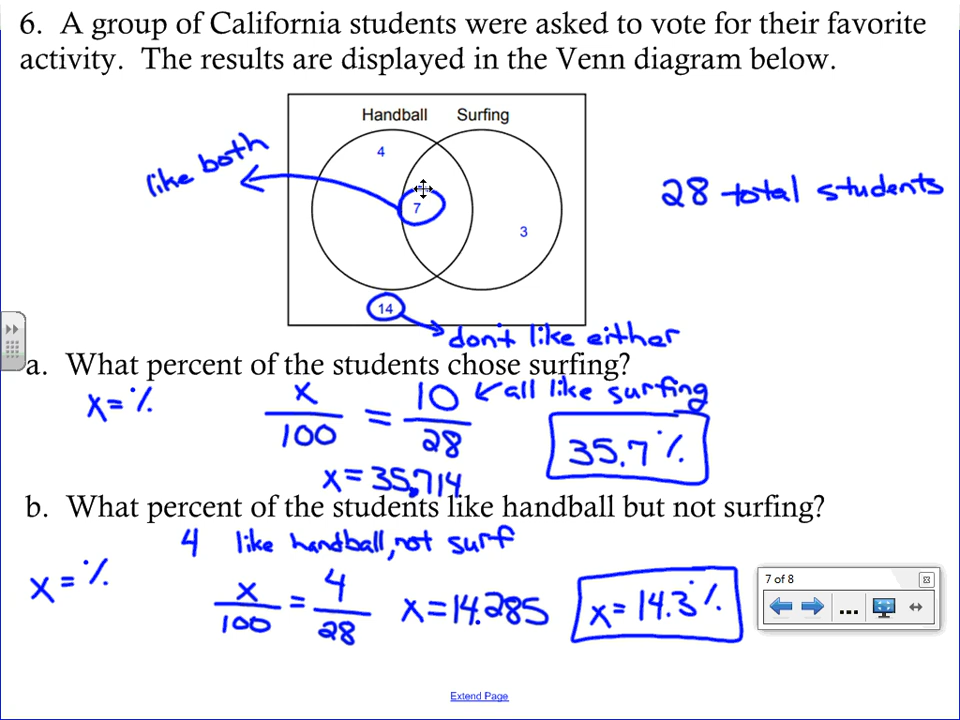 6. A group of California students were asked to vote for their favorite
activity. The results are displayed in the Venn diagram below.
Handball Surfing
4
like both
7
28 total students
3
14
don't like either
a. What percent of the students chose surfing?
x=%
x/100 = 10/28
all like surfing
35.7%
x=35.714
b. What percent of the students like handball but not surfing?
4 like handball, not surf
x=%
x/100 = 4/28
x=14.285
x=14.3%
7 of 8
...
Extend Page